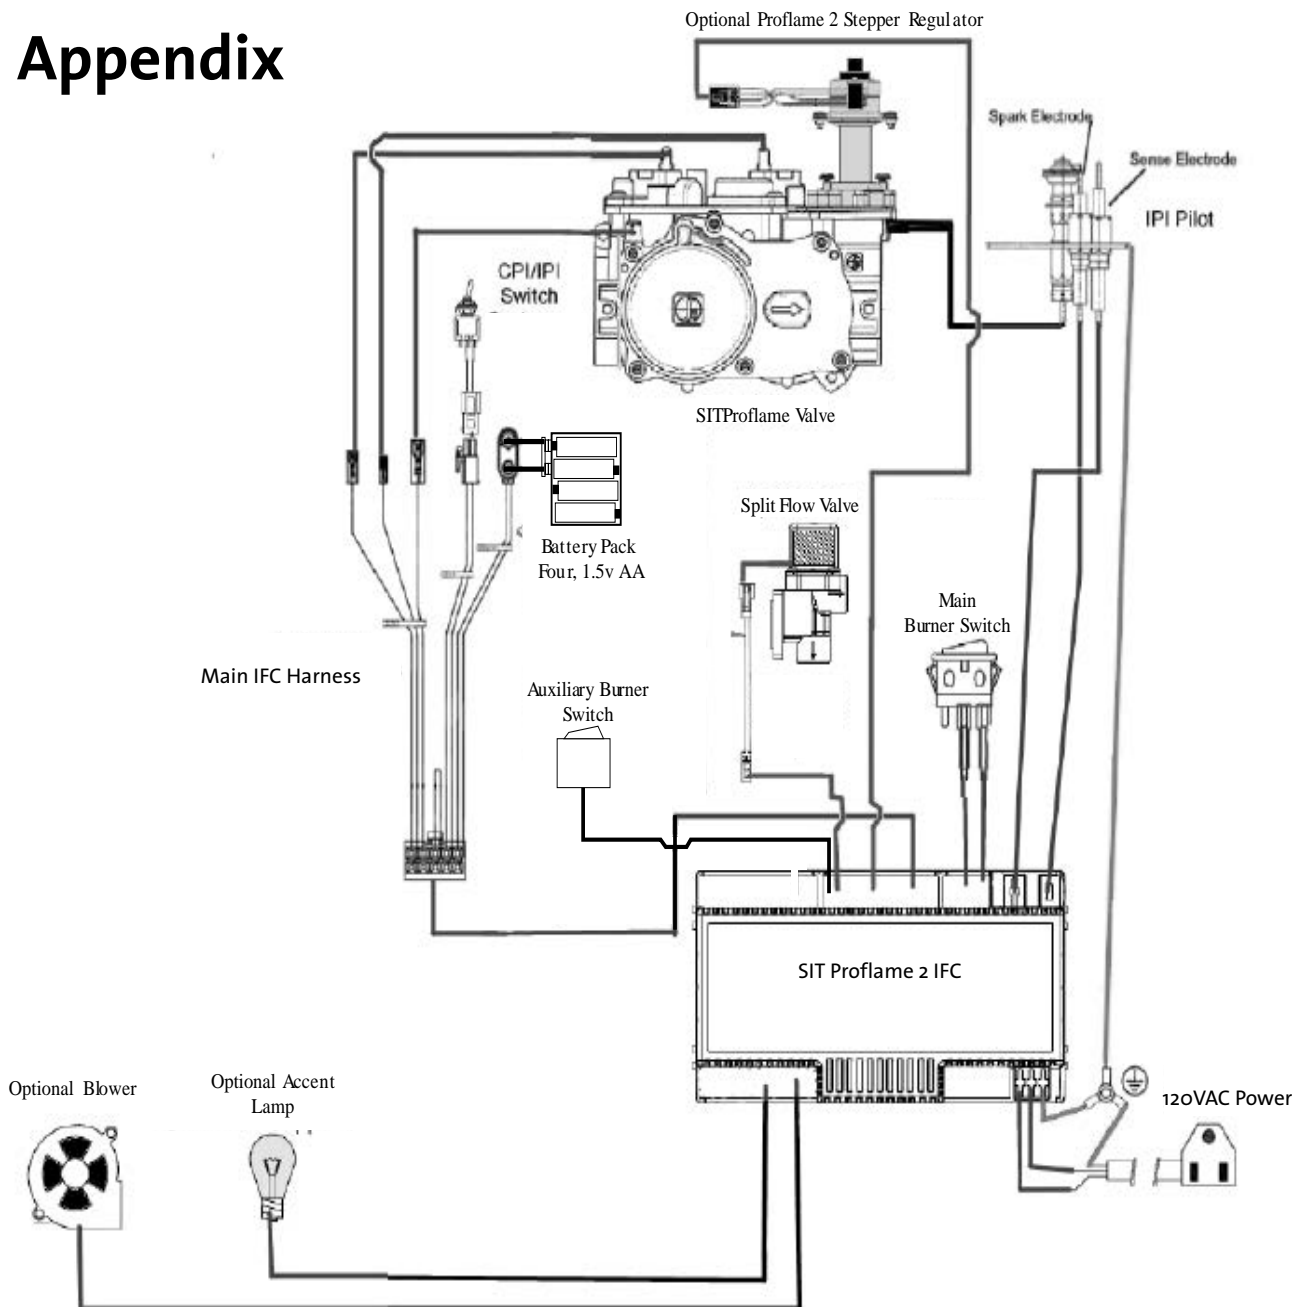 Optional Proflame 2 Stepper Regulator
Appendix
Spark Electrode
Sense Electrode
IPI Pilot
CPI/IPI
Switch
SITProflame Valve
Split Flow Valve
Battery Pack
Four, 1.5v AA
Main
Burner Switch
Main IFC Harness
Auxiliary Burner
Switch
SIT Proflame 2 IFC
Optional Blower
Optional Accent
Lamp
120VAC Power